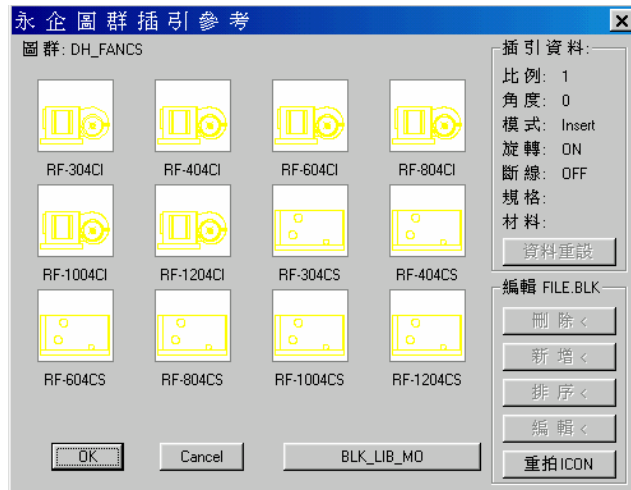 永企圖群插引參考
圖群: DH_FANCS
RF-304CI RF-404CI RF-604CI RF-804CI
RF-1004CI RF-1204CI RF-304CS RF-404CS
RF-604CS RF-804CS RF-1004CS RF-1204CS
OK Cancel BLK_LIB_MO
插引資料:
比例: 1
角度: 0
模式: Insert
旋轉: ON
斷線: OFF
規格:
材料:
資料重設
編輯 FILE.BLK
刪 除 <
新 增 <
排 序 <
編 輯 <
重拍ICON